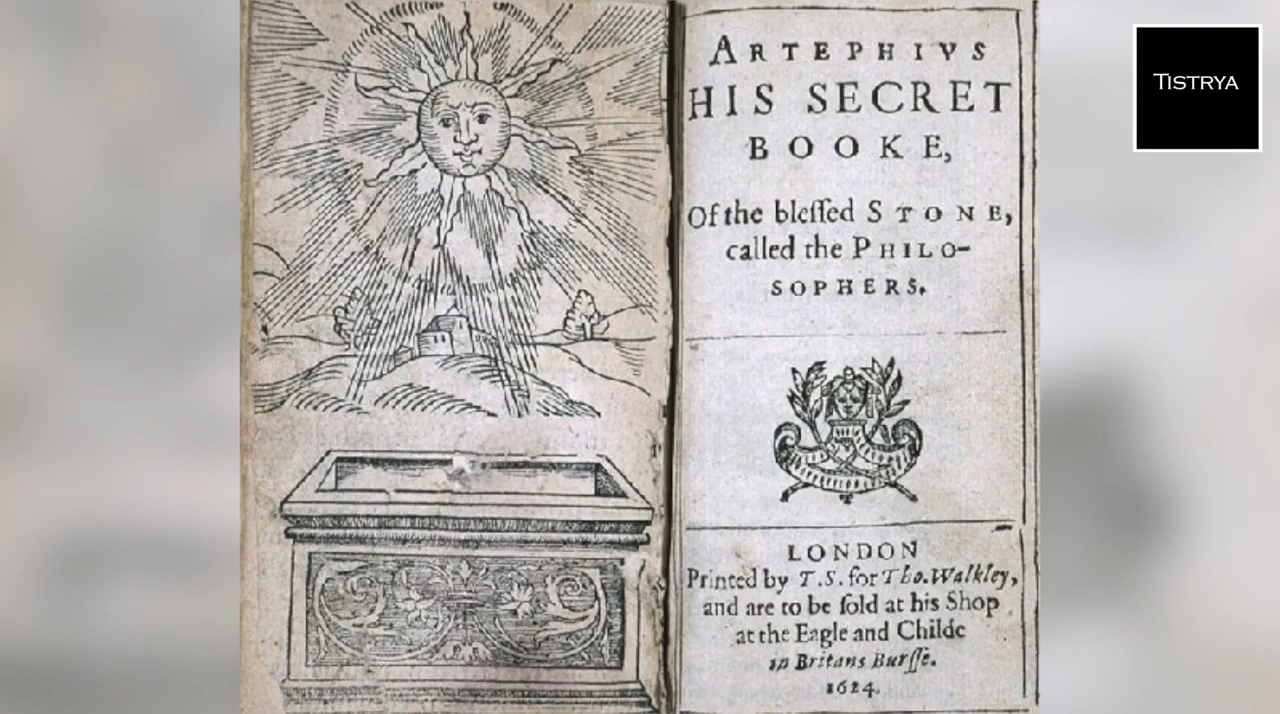 ARTEPHIVS
HIS SECRET
BOOKE,
Of the bleſſed STONE,
called the PHILO-
SOPHERS.
LONDON
Printed by T.S. for Tho. Walkley,
and are to be ſold at his Shop
at the Eagle and Childe
in Britans Burſſe.
1624.
TISTRYA